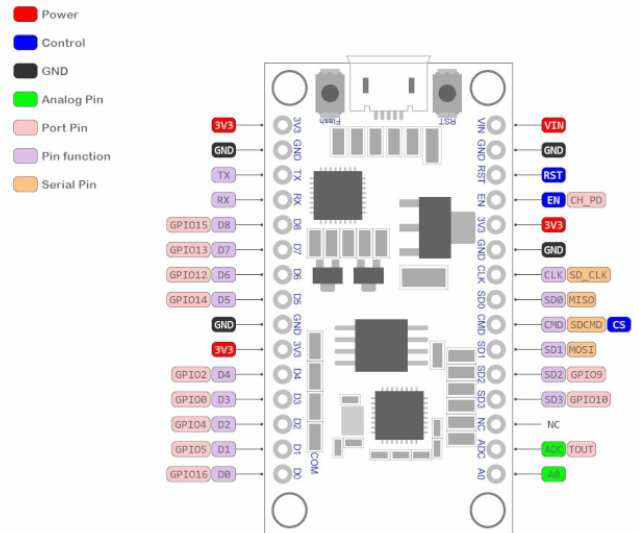 Power
Control
GND
Analog Pin
Port Pin
Pin function
Serial Pin
Flash
RST
3V3 3V3
GND GND
TX TX
RX RX
GPIO15 D8 D8
GPIO13 D7 D7
GPIO12 D6 D6
GPIO14 D5 D5
GND GND
3V3 3V3
GPIO2 D4 D4
GPIO0 D3 D3
GPIO4 D2 D2
GPIO5 D1 D1
GPIO16 D0 D0
COM
VIN VIN
GND GND
RST RST
EN EN CH_PD
3V3 3V3
GND GND
CLK CLK SD_CLK
SD0 SD0 MISO
CMD CMD SDCMD CS
SD1 SD1 MOSI
SD2 SD2 GPIO9
SD3 SD3 GPIO10
NC NC
ADC ADC TOUT
A0 A0